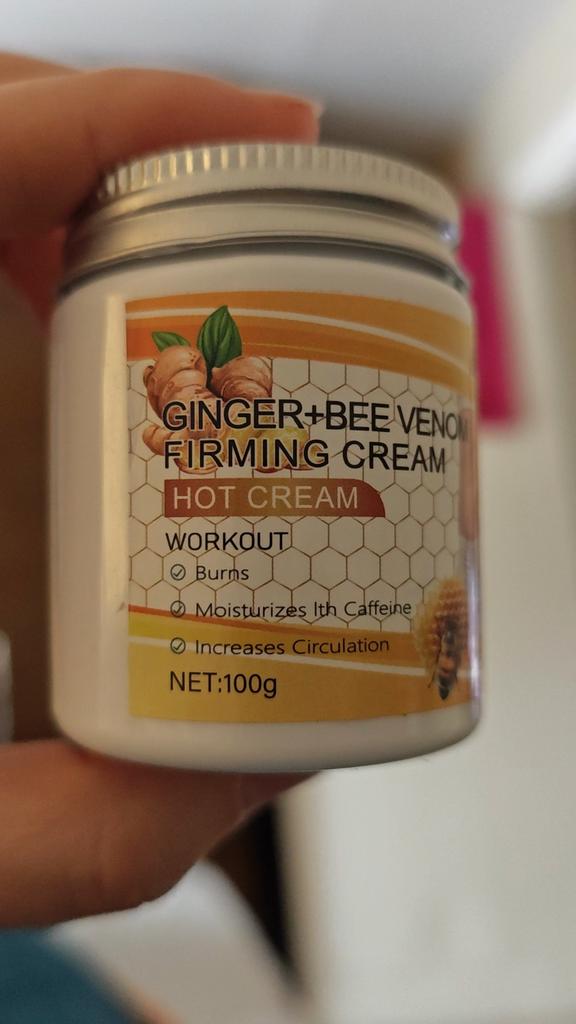 GINGER+BEE VENOM
FIRMING CREAM
HOT CREAM
WORKOUT
Burns
Moisturizes Ith Caffeine
Increases Circulation
NET:100g